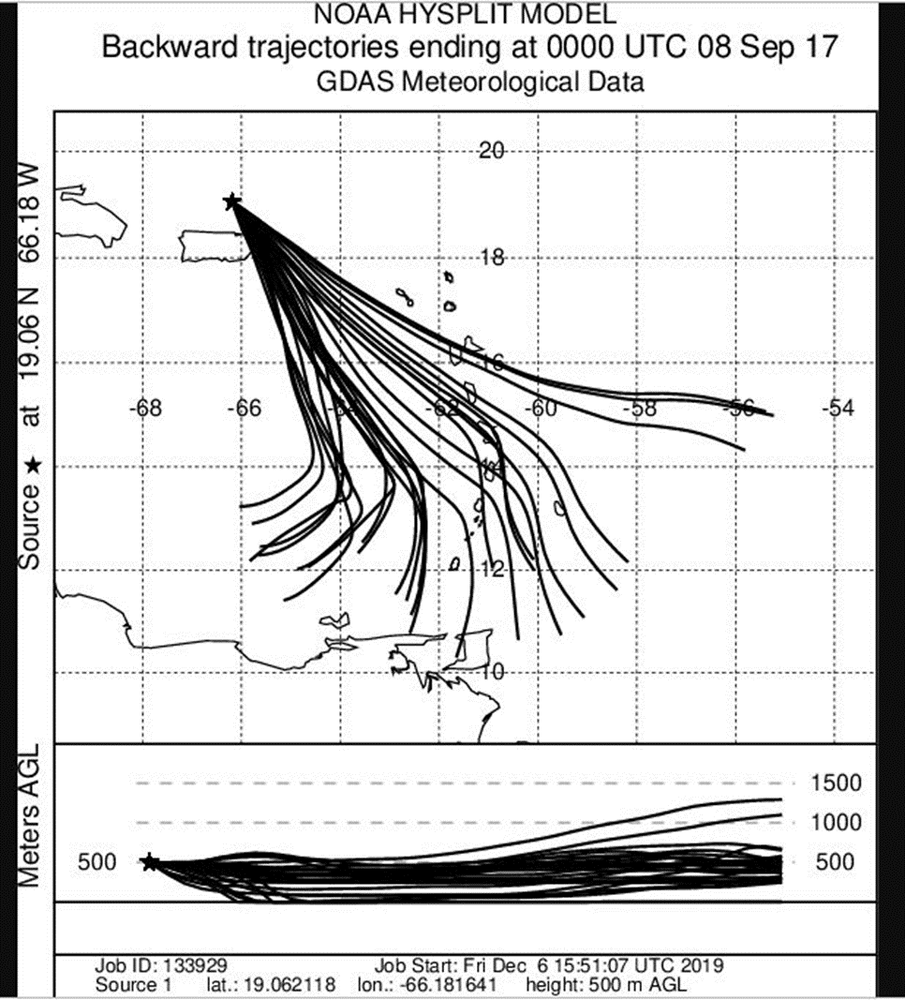 NOAA HYSPLIT MODEL
Backward trajectories ending at 0000 UTC 08 Sep 17
GDAS Meteorological Data
Source ★ at 19.06 N 66.18 W
20
18
16
-68 -66 -64 -62 -60 -58 -56 -54
14
12
10
Meters AGL
1500
1000
500 500
Job ID: 133929 Job Start: Fri Dec 6 15:51:07 UTC 2019
Source 1 lat.: 19.062118 lon.: -66.181641 height: 500 m AGL